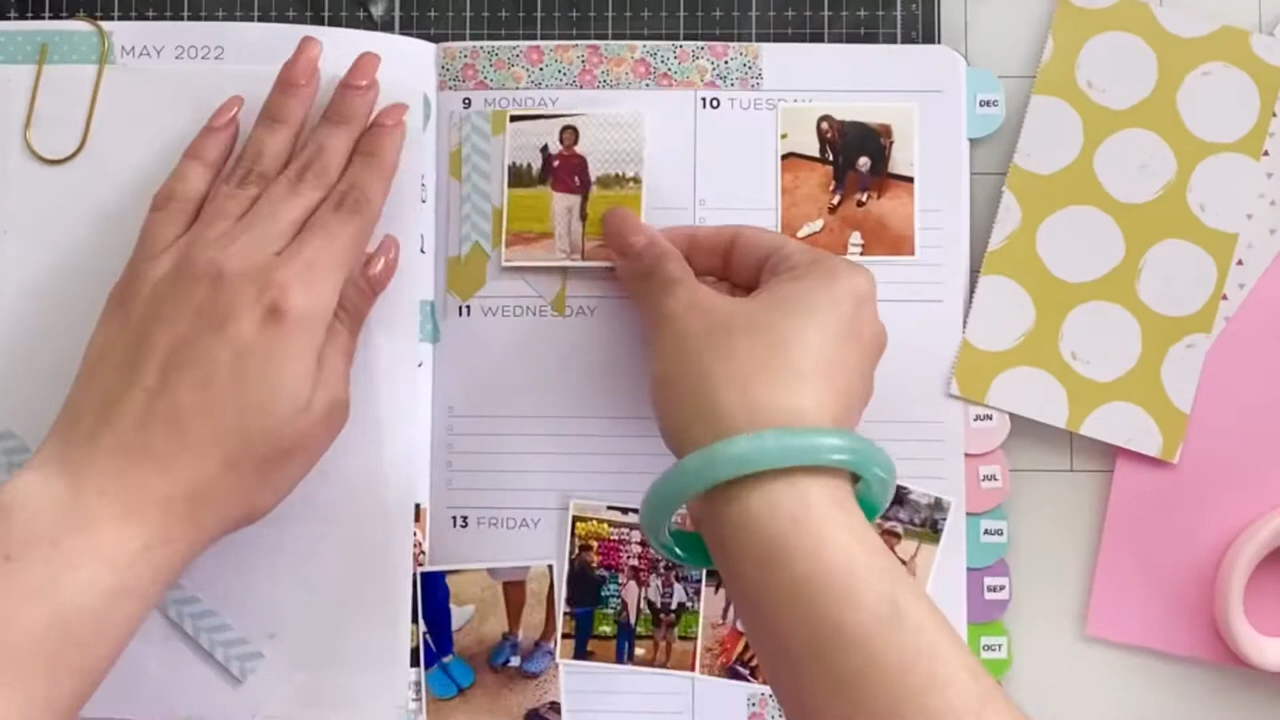 MAY 2022
9 MONDAY
10 TUESDAY
11 WEDNESDAY
13 FRIDAY
DEC
JUN
JUL
AUG
SEP
OCT